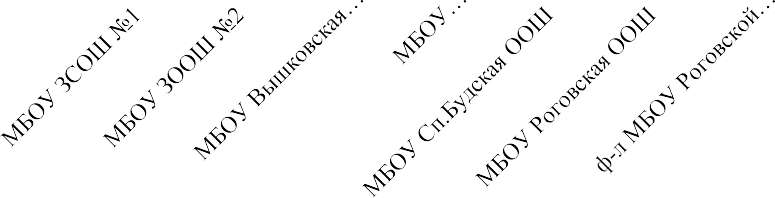 МБОУ ЗСОШ №1
МБОУ ЗООШ №2
МБОУ Вышковская…
МБОУ …
МБОУ Сп.Будская ООШ
МБОУ Роговская ООШ
ф-л МБОУ Роговской…